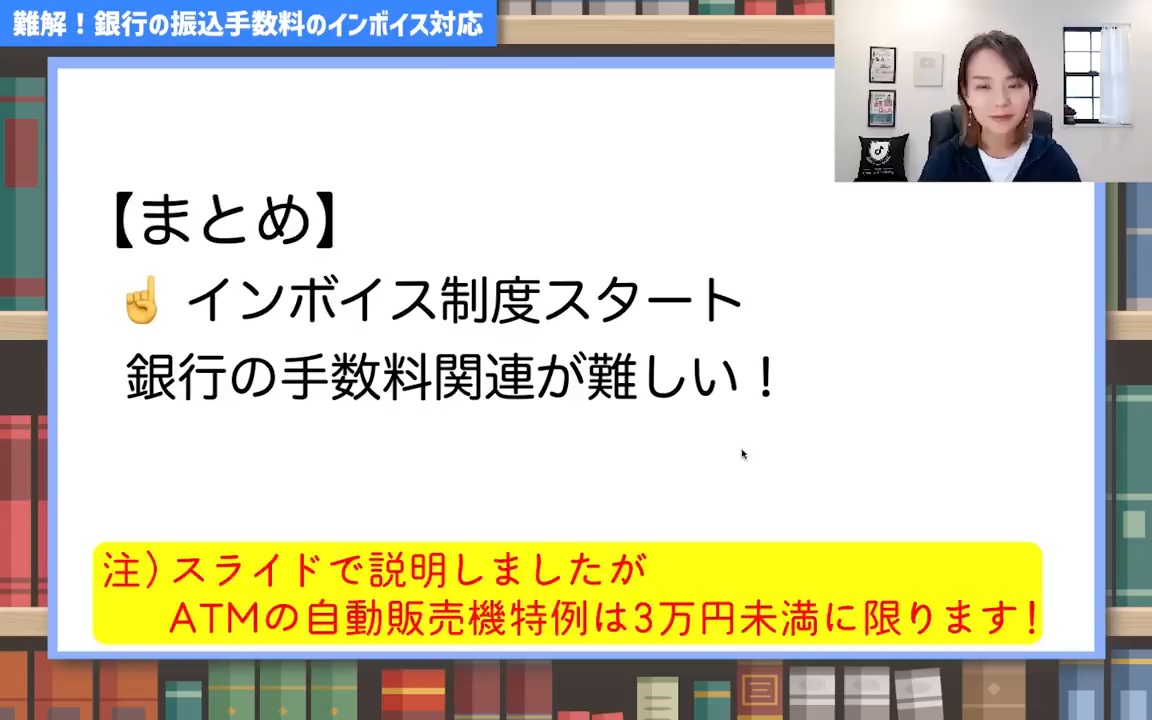 難解！銀行の振込手数料のインボイス対応
【まとめ】
☝ インボイス制度スタート
銀行の手数料関連が難しい！
注）スライドで説明しましたが
ATMの自動販売機特例は3万円未満に限ります！